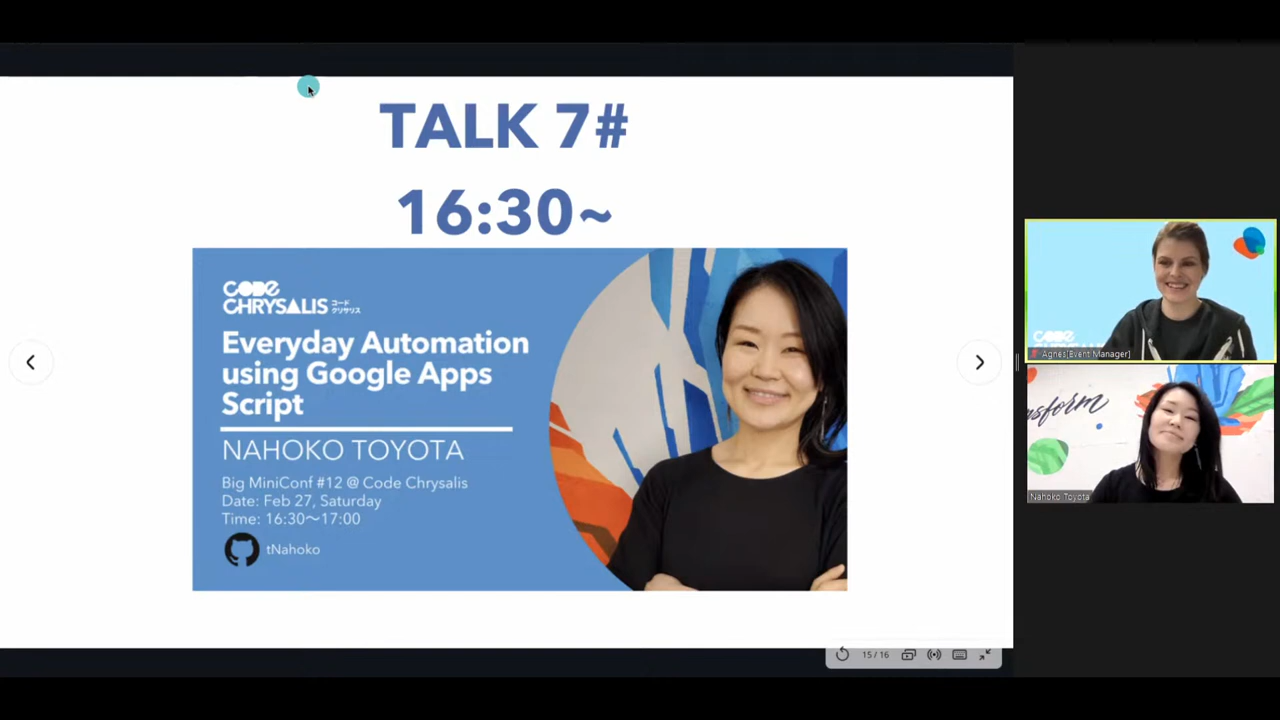 TALK 7#
16:30~
CODE
CHRYSALIS コード
クリサリス
Everyday Automation
using Google Apps
Script
NAHOKO TOYOTA
Big MiniConf #12 @ Code Chrysalis
Date: Feb 27, Saturday
Time: 16:30〜17:00
tNahoko
15/16
CODE
Agnes[Event Manager]
nsform
Nahoko Toyota